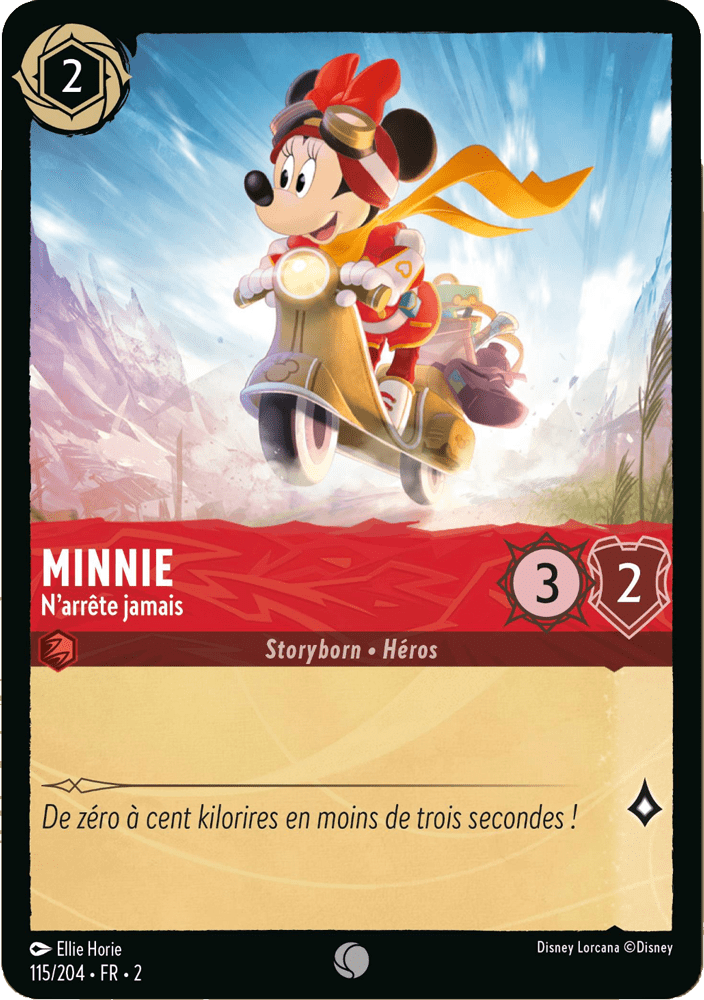 2
MINNIE
N'arrête jamais
3
2
Storyborn • Héros
De zéro à cent kilorires en moins de trois secondes !
Ellie Horie
Disney Lorcana ©Disney
115/204 • FR • 2